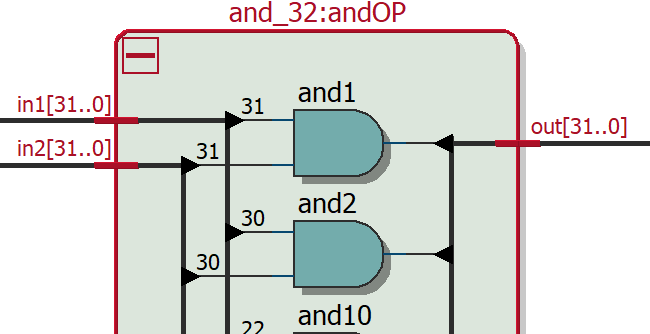 and_32:andOP
in1[31..0]
31
and1
in2[31..0]
31
out[31..0]
and2
30
30
and10
22